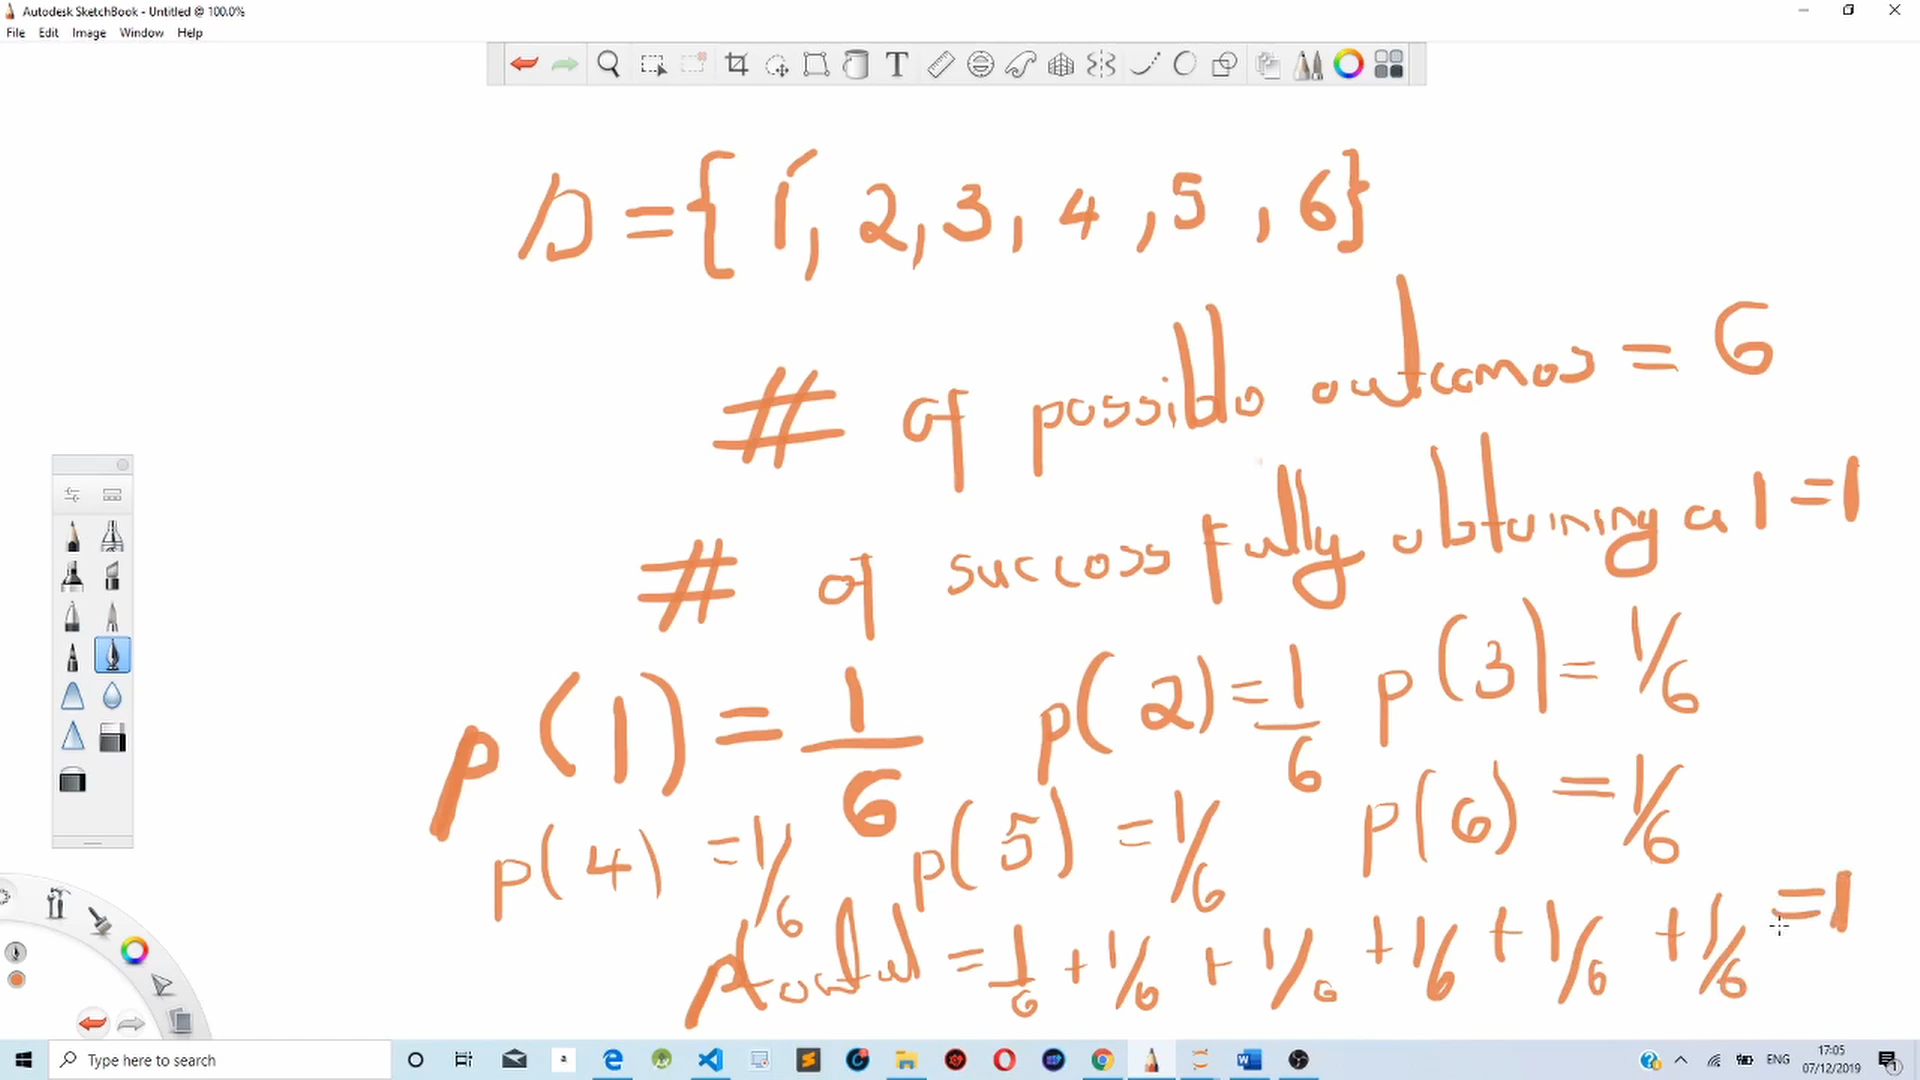 Autodesk SketchBook - Untitled @ 100.0%
File Edit Image Window Help
T
D = { 1, 2, 3, 4, 5, 6}
# of possible outcomes = 6
# of successfully obtaining a 1 = 1
P(1) = 1/6 P(2) = 1/6 P(3) = 1/6
P(4) = 1/6 P(5) = 1/6 P(6) = 1/6
= 1/6 + 1/6 + 1/6 + 1/6 + 1/6 + 1/6 = 1
Type here to search
a
ENG
17:05
07/12/2019
1